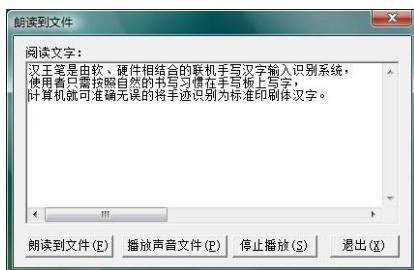 朗读到文件
阅读文字:
汉王笔是由软、硬件相结合的联机手写汉字输入识别系统,
使用者只需按照自然的书写习惯在手写板上写字,
计算机就可准确无误的将手迹识别为标准印刷体汉字。
朗读到文件(F) 播放声音文件(P) 停止播放(S) 退出(X)